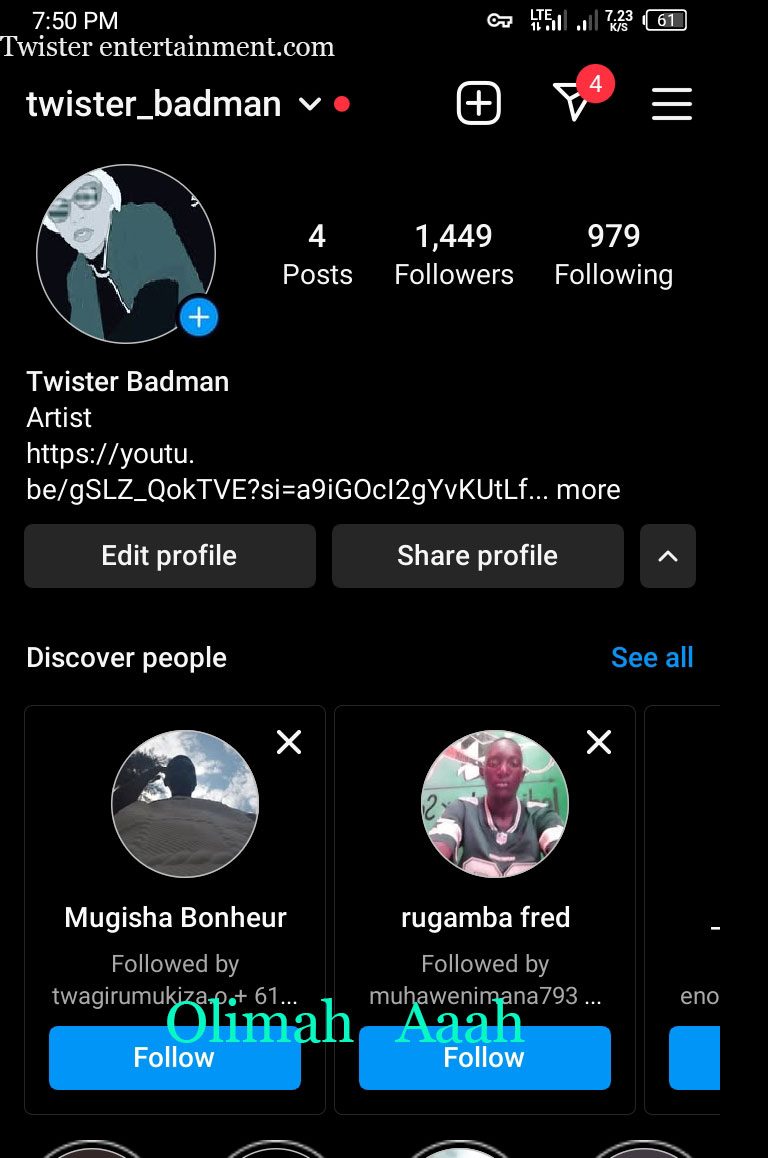 7:50 PM
LTE 7.23 K/S 61
Twister entertainment.com
twister_badman
4
4 1,449 979
Posts Followers Following
Twister Badman
Artist
https://youtu.
be/gSLZ_QokTVE?si=a9iGOcI2gYvKUtLf... more
Edit profile Share profile
Discover people See all
Mugisha Bonheur rugamba fred _
Followed by Followed by
twagirumukiza.o + 61... muhawenimana793 ... eno
Olimah Aaah
Follow Follow